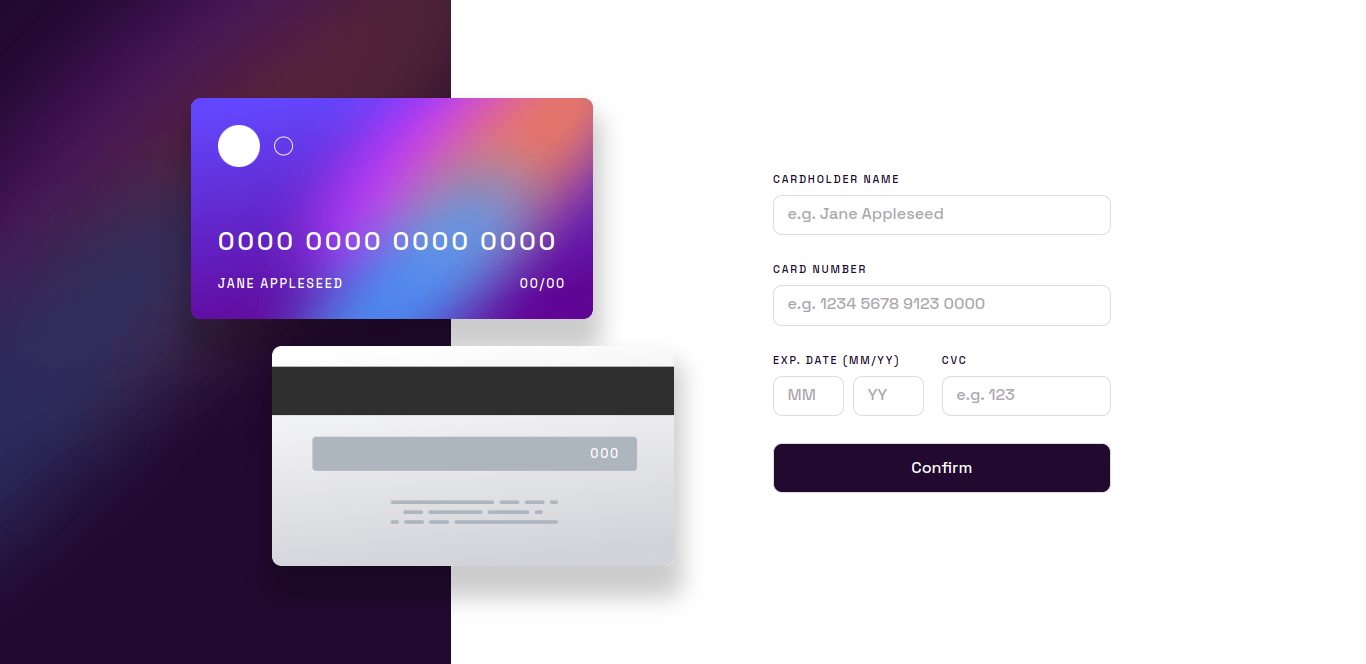 0000 0000 0000 0000
JANE APPLESEED 00/00
000
CARDHOLDER NAME
e.g. Jane Appleseed
CARD NUMBER
e.g. 1234 5678 9123 0000
EXP. DATE (MM/YY) CVC
MM YY e.g. 123
Confirm